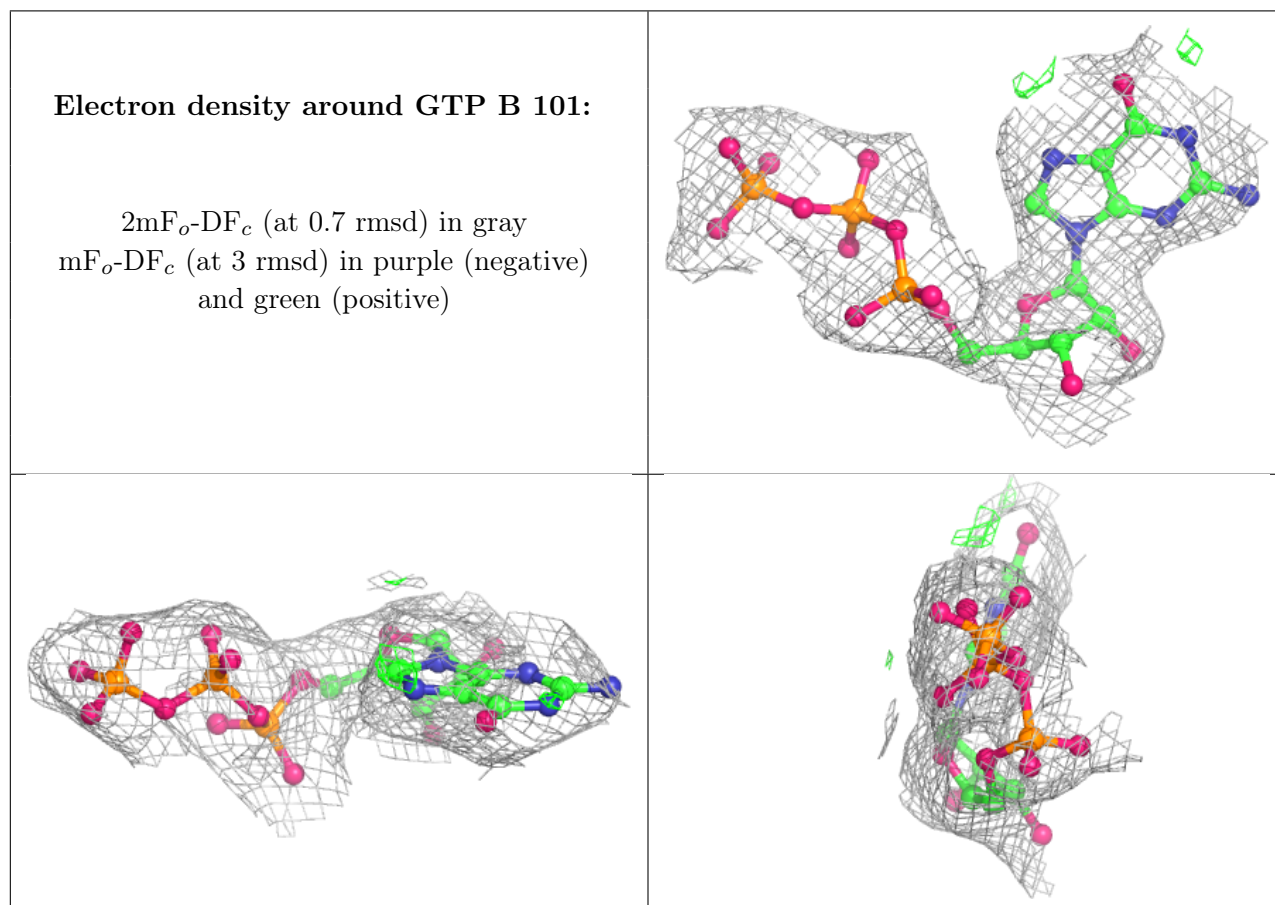 Electron density around GTP B 101:
2mFo-DFc (at 0.7 rmsd) in gray
mFo-DFc (at 3 rmsd) in purple (negative)
and green (positive)